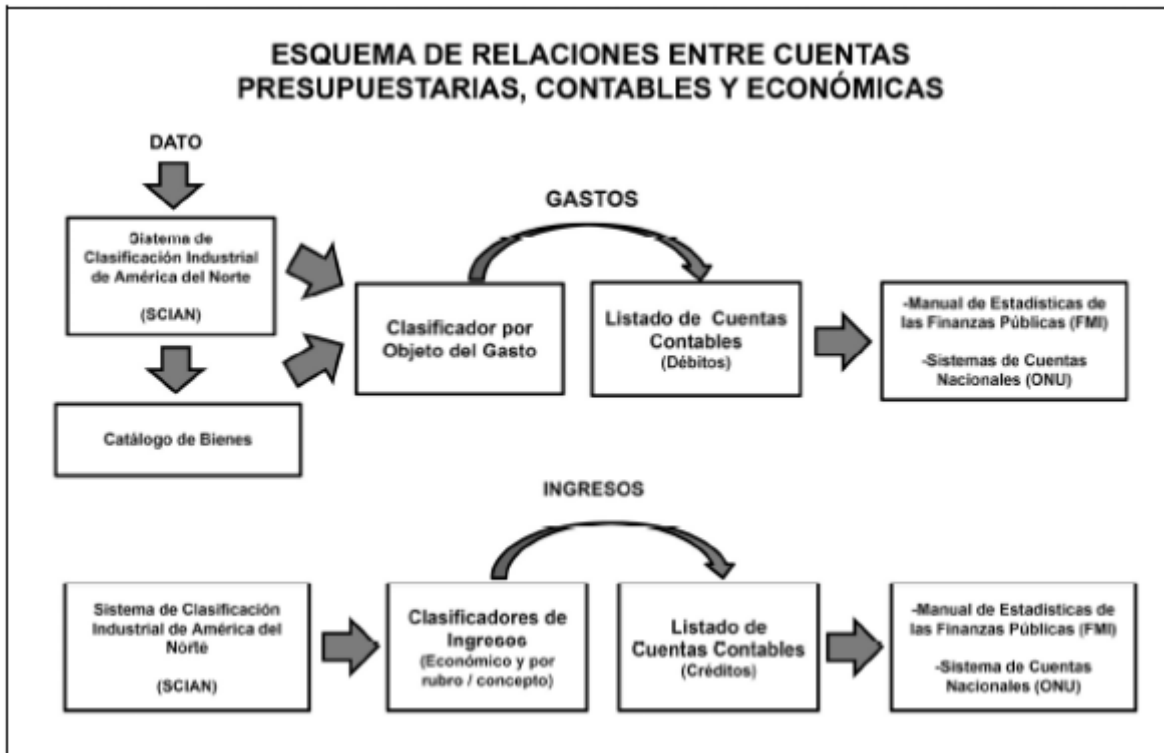 ESQUEMA DE RELACIONES ENTRE CUENTAS
PRESUPUESTARIAS, CONTABLES Y ECONÓMICAS
DATO
Sistema de
Clasificación Industrial
de América del Norte
(SCIAN)
Catálogo de Bienes
GASTOS
Clasificador por
Objeto del Gasto
Listado de Cuentas
Contables
(Débitos)
-Manual de Estadísticas de
las Finanzas Públicas (FMI)
-Sistemas de Cuentas
Nacionales (ONU)
INGRESOS
Sistema de Clasificación
Industrial de América del
Norte
(SCIAN)
Clasificadores de
Ingresos
(Económico y por
rubro / concepto)
Listado de
Cuentas Contables
(Créditos)
-Manual de Estadísticas de
las Finanzas Públicas (FMI)
-Sistema de Cuentas
Nacionales (ONU)